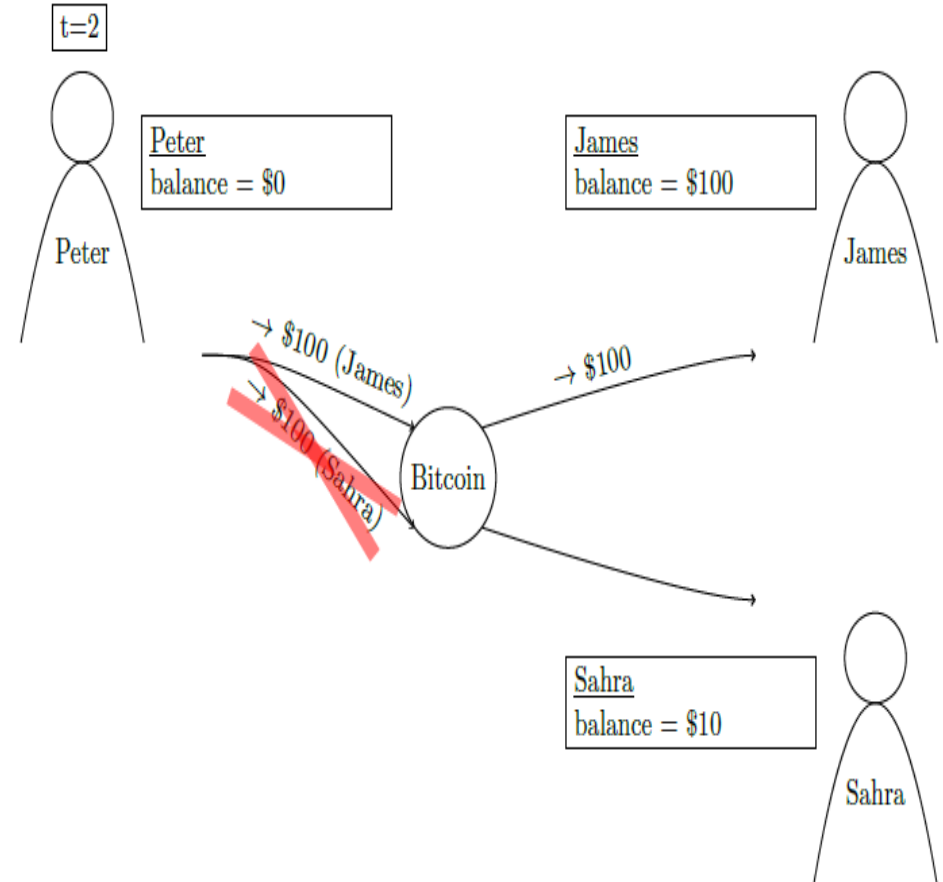 t=2
Peter
balance = $0
James
balance = $100
Peter
James
→ $100 (James)
→ $100
→ $100 (Sahra)
Bitcoin
Sahra
balance = $10
Sahra